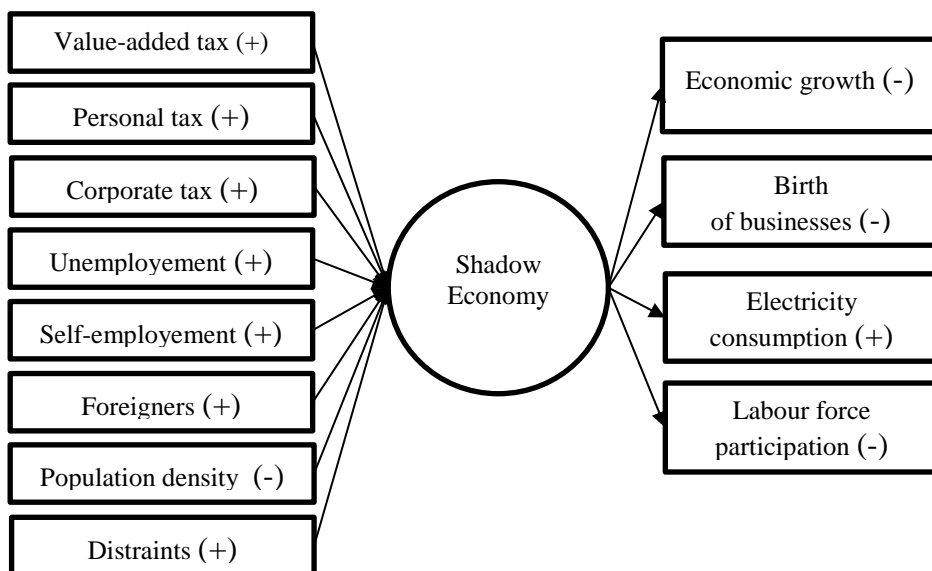 Value-added tax (+)
Personal tax (+)
Corporate tax (+)
Unemployement (+)
Self-employement (+)
Foreigners (+)
Population density (-)
Distraints (+)
Shadow
Economy
Economic growth (-)
Birth
of businesses (-)
Electricity
consumption (+)
Labour force
participation (-)